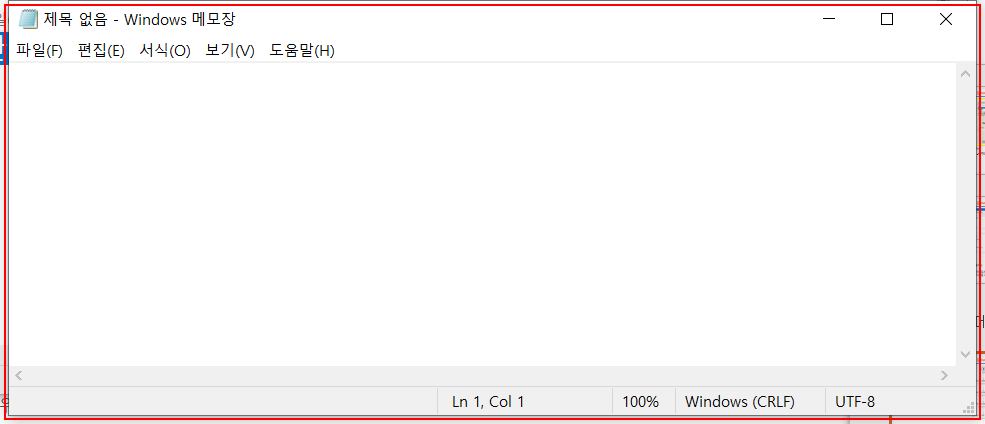 제목 없음 - Windows 메모장
파일(F) 편집(E) 서식(O) 보기(V) 도움말(H)
Ln 1, Col 1 100% Windows (CRLF) UTF-8